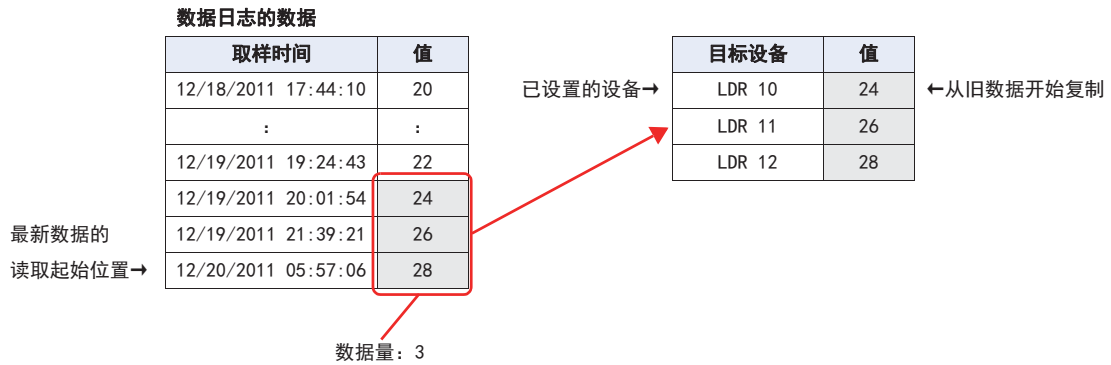 数据日志的数据
取样时间 值
12/18/2011 17:44:10 20
: :
12/19/2011 19:24:43 22
12/19/2011 20:01:54 24
12/19/2011 21:39:21 26
12/20/2011 05:57:06 28
最新数据的
读取起始位置→
数据量: 3
目标设备 值
已设置的设备→ LDR 10 24 ←从旧数据开始复制
LDR 11 26
LDR 12 28